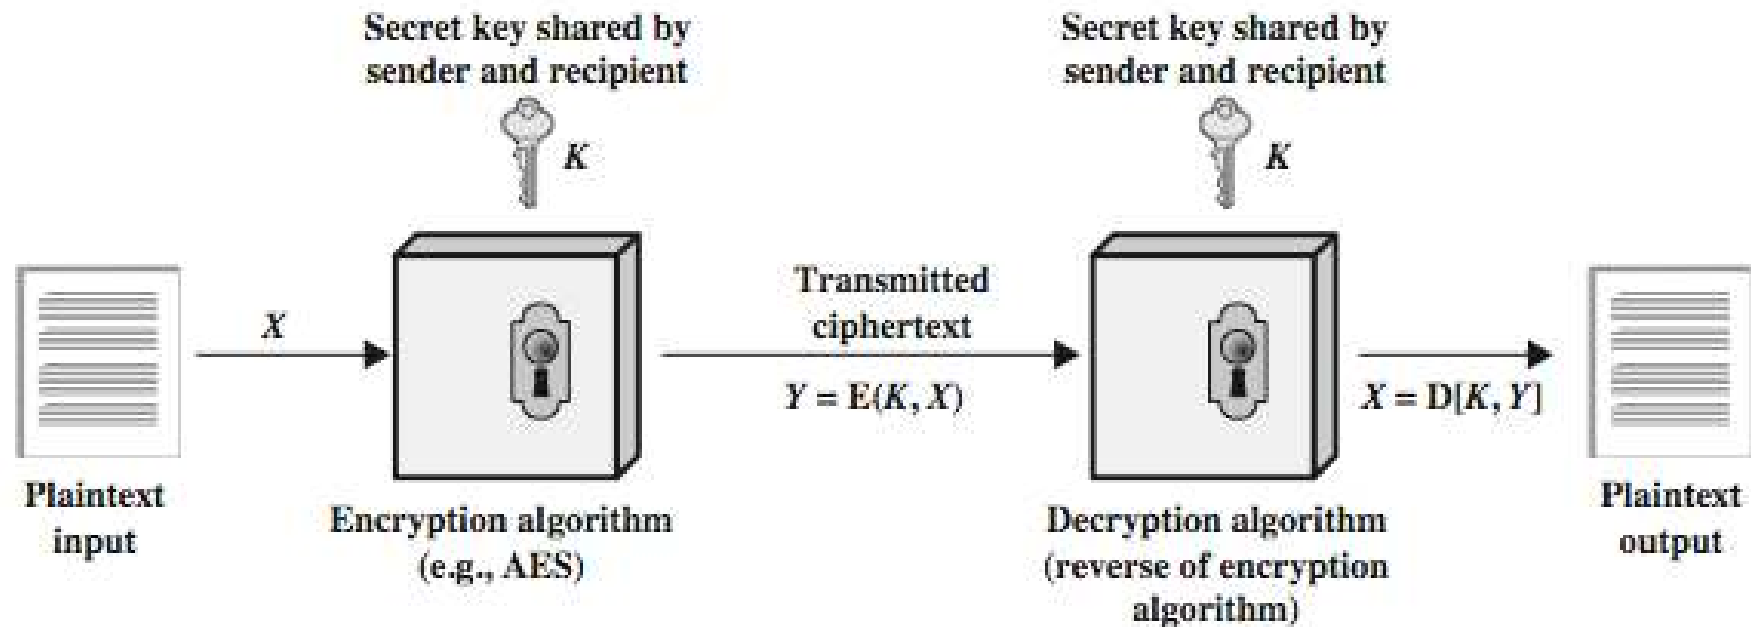 Secret key shared by
sender and recipient
K
Secret key shared by
sender and recipient
K
X
Transmitted
ciphertext
Y = E(K, X)
X = D[K, Y]
Plaintext
input
Encryption algorithm
(e.g., AES)
Decryption algorithm
(reverse of encryption
algorithm)
Plaintext
output